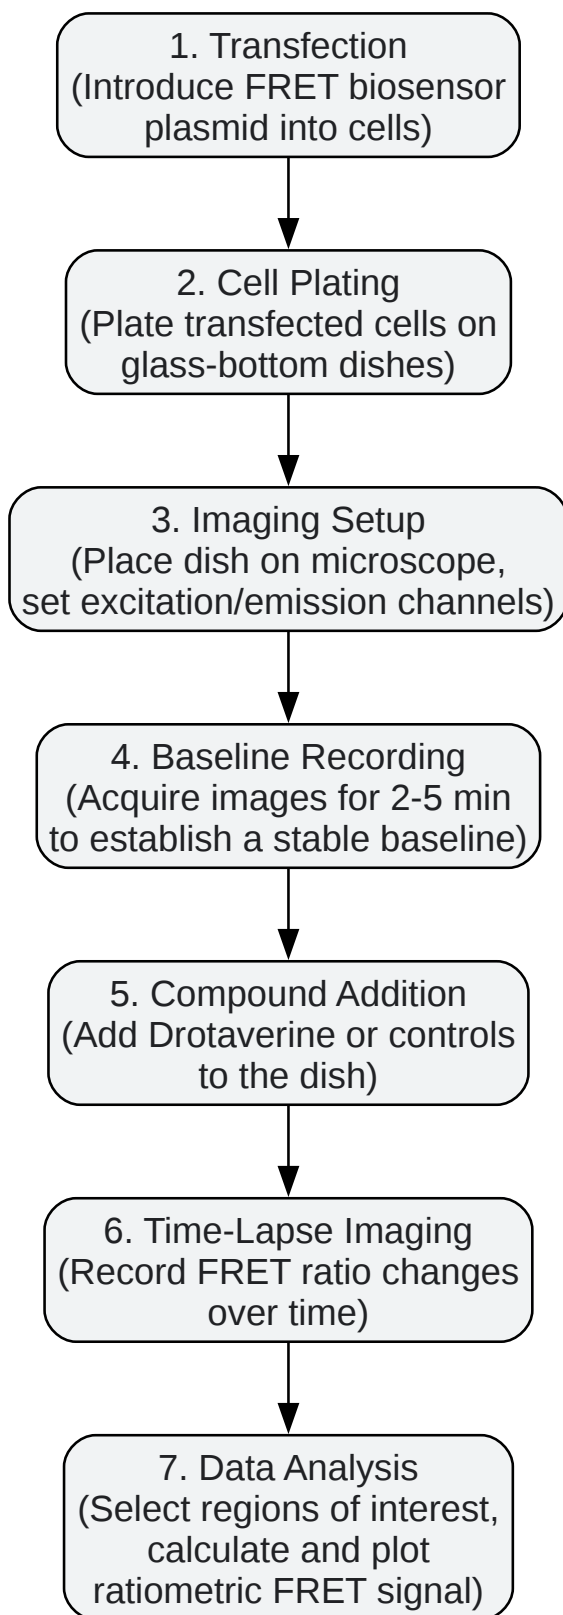 1. Transfection
(Introduce FRET biosensor
plasmid into cells)
2. Cell Plating
(Plate transfected cells on
glass-bottom dishes)
3. Imaging Setup
(Place dish on microscope,
set excitation/emission channels)
4. Baseline Recording
(Acquire images for 2-5 min
to establish a stable baseline)
5. Compound Addition
(Add Drotaverine or controls
to the dish)
6. Time-Lapse Imaging
(Record FRET ratio changes
over time)
7. Data Analysis
(Select regions of interest,
calculate and plot
ratiometric FRET signal)